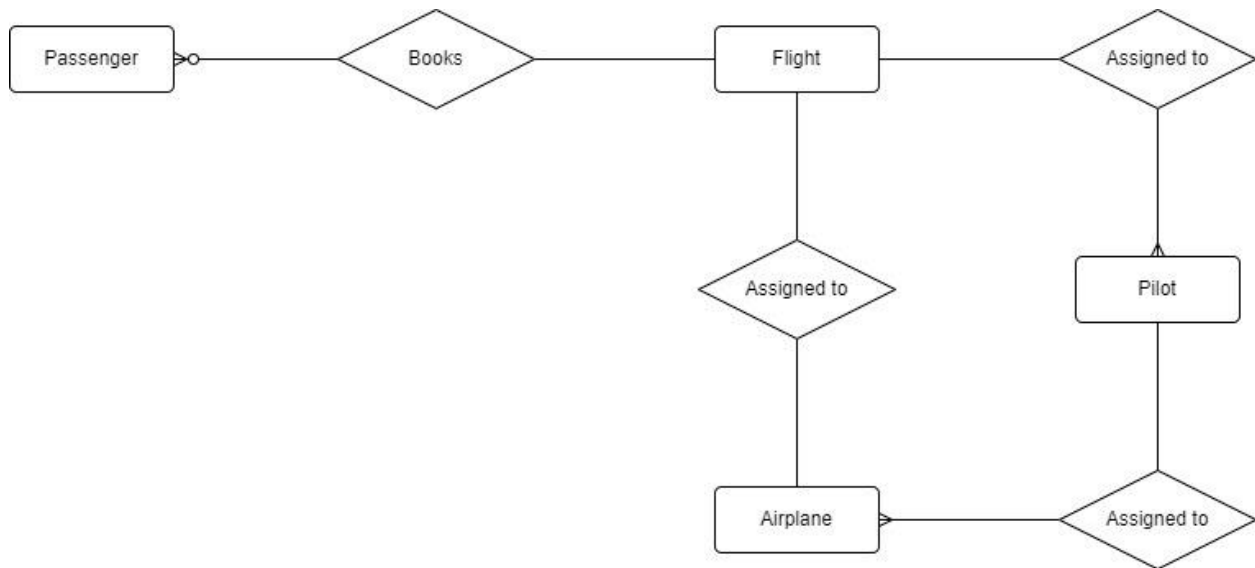 Passenger
Books
Flight
Assigned to
Assigned to
Pilot
Airplane
Assigned to